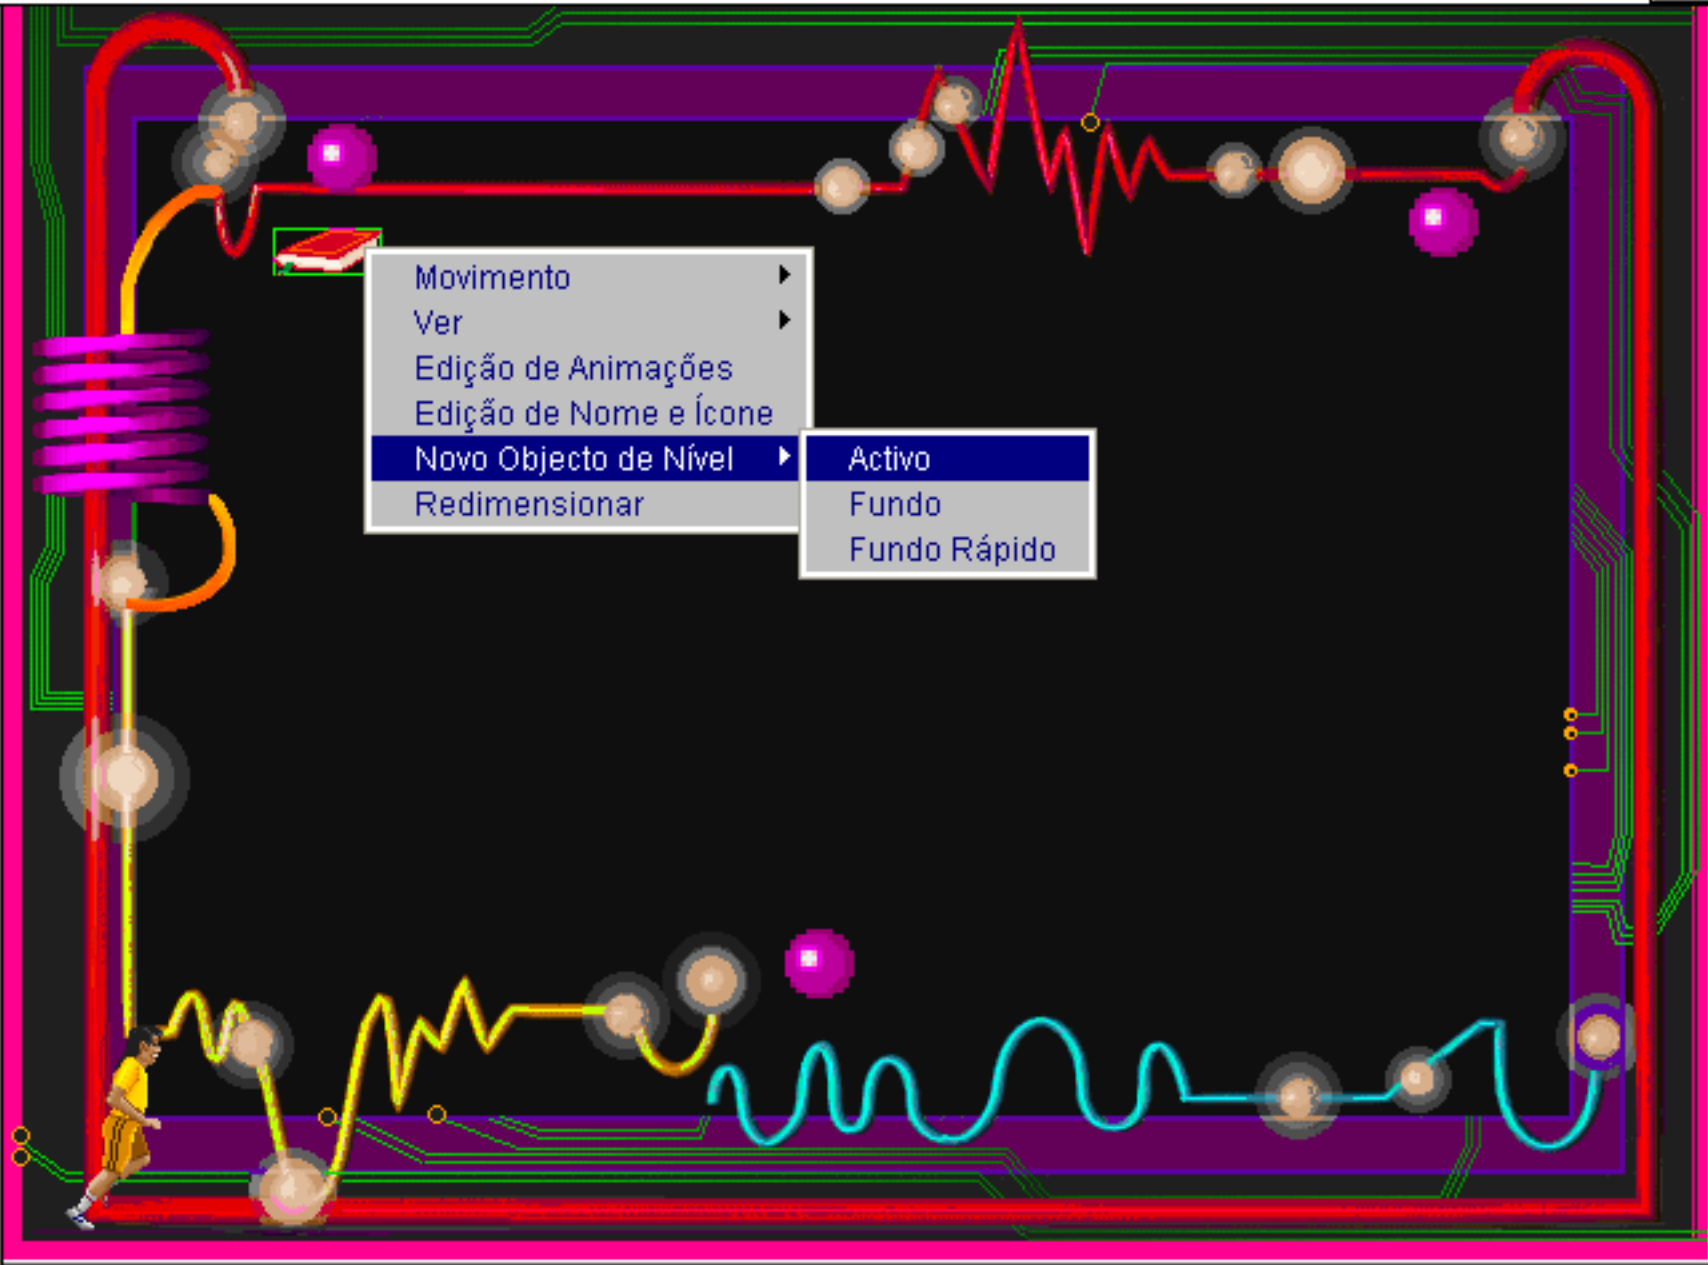 Movimento
Ver
Edição de Animações
Edição de Nome e Ícone
Novo Objecto de Nível
Redimensionar
Activo
Fundo
Fundo Rápido